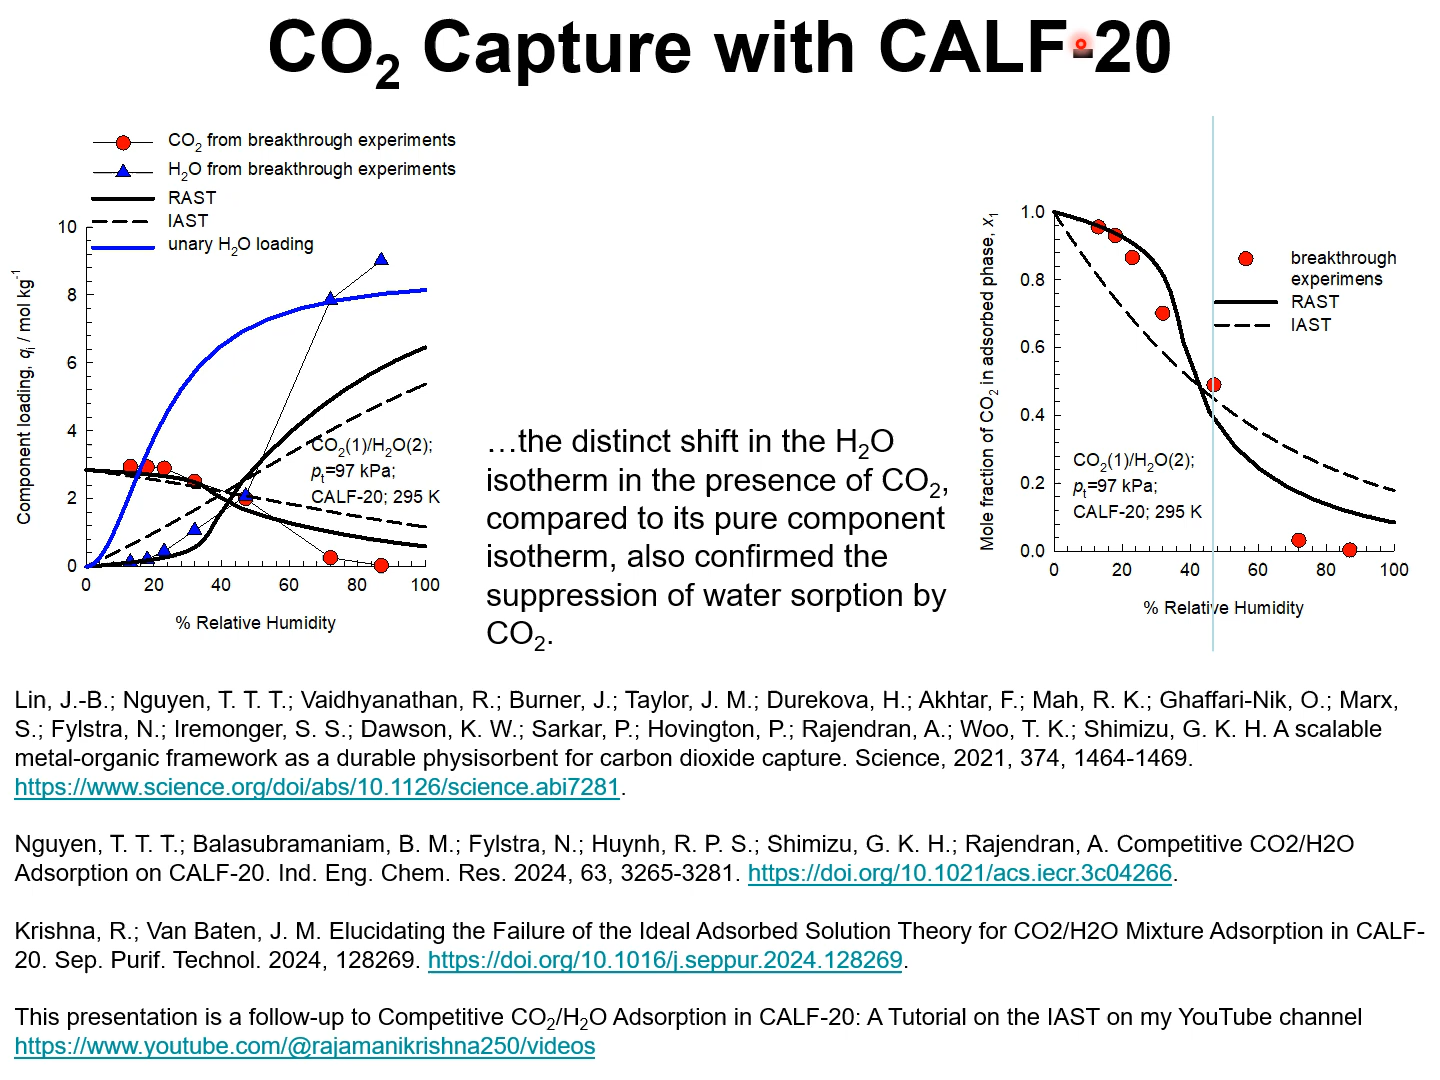 CO2 Capture with CALF-20
CO2 from breakthrough experiments
H2O from breakthrough experiments
RAST
IAST
unary H2O loading
10
8
6
4
2
0
Component loading, qi / mol kg-1
CO2(1)/H2O(2);
pt=97 kPa;
CALF-20; 295 K
0 20 40 60 80 100
% Relative Humidity
…the distinct shift in the H2O
isotherm in the presence of CO2,
compared to its pure component
isotherm, also confirmed the
suppression of water sorption by
CO2.
1.0
0.8
0.6
0.4
0.2
0.0
Mole fraction of CO2 in adsorbed phase, x1
breakthrough
experimens
RAST
IAST
CO2(1)/H2O(2);
pt=97 kPa;
CALF-20; 295 K
0 20 40 60 80 100
% Relative Humidity
Lin, J.-B.; Nguyen, T. T. T.; Vaidhyanathan, R.; Burner, J.; Taylor, J. M.; Durekova, H.; Akhtar, F.; Mah, R. K.; Ghaffari-Nik, O.; Marx,
S.; Fylstra, N.; Iremonger, S. S.; Dawson, K. W.; Sarkar, P.; Hovington, P.; Rajendran, A.; Woo, T. K.; Shimizu, G. K. H. A scalable
metal-organic framework as a durable physisorbent for carbon dioxide capture. Science, 2021, 374, 1464-1469.
https://www.science.org/doi/abs/10.1126/science.abi7281.
Nguyen, T. T. T.; Balasubramaniam, B. M.; Fylstra, N.; Huynh, R. P. S.; Shimizu, G. K. H.; Rajendran, A. Competitive CO2/H2O
Adsorption on CALF-20. Ind. Eng. Chem. Res. 2024, 63, 3265-3281. https://doi.org/10.1021/acs.iecr.3c04266.
Krishna, R.; Van Baten, J. M. Elucidating the Failure of the Ideal Adsorbed Solution Theory for CO2/H2O Mixture Adsorption in CALF-
20. Sep. Purif. Technol. 2024, 128269. https://doi.org/10.1016/j.seppur.2024.128269.
This presentation is a follow-up to Competitive CO2/H2O Adsorption in CALF-20: A Tutorial on the IAST on my YouTube channel
https://www.youtube.com/@rajamanikrishna250/videos